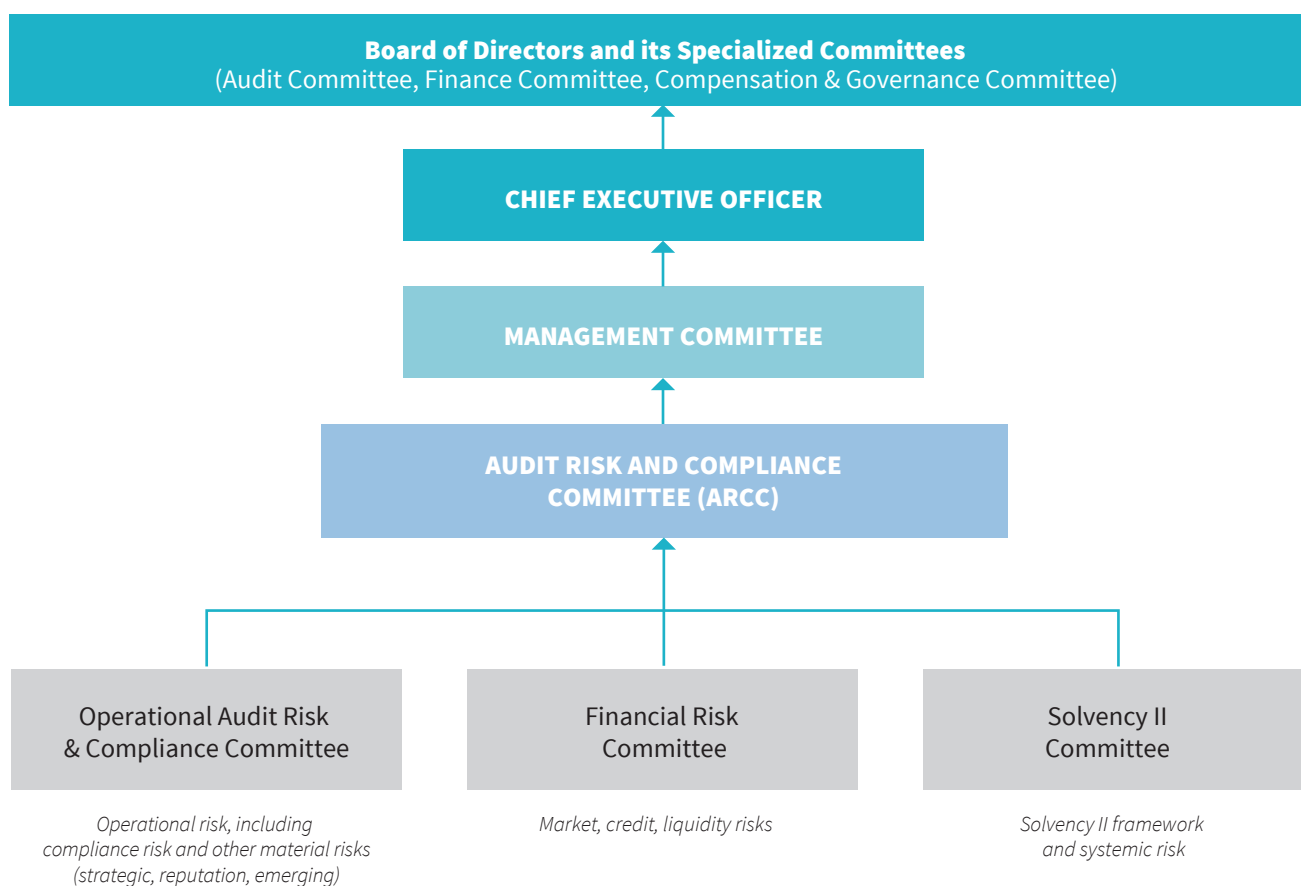 Board of Directors and its Specialized Committees
(Audit Committee, Finance Committee, Compensation & Governance Committee)
CHIEF EXECUTIVE OFFICER
MANAGEMENT COMMITTEE
AUDIT RISK AND COMPLIANCE
COMMITTEE (ARCC)
Operational Audit Risk
& Compliance Committee
Operational risk, including
compliance risk and other material risks
(strategic, reputation, emerging)
Financial Risk
Committee
Market, credit, liquidity risks
Solvency II
Committee
Solvency II framework
and systemic risk